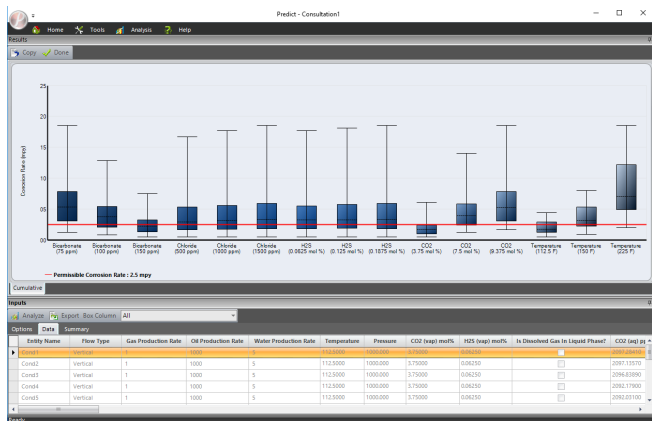 Predict - Consultation1
Home Tools Analysis Help
Results
Copy Done
25
20
15
10
05
00
Corrosion Rate (mpy)
Bicarbonate (75 ppm) Bicarbonate (100 ppm) Bicarbonate (150 ppm) Chloride (500 ppm) Chloride (1000 ppm) Chloride (1500 ppm) H2S (0.0625 mol %) H2S (0.125 mol %) H2S (0.1875 mol %) CO2 (3.75 mol %) CO2 (7.5 mol %) CO2 (9.375 mol %) Temperature (112.5 F) Temperature (150 F) Temperature (225 F)
Permissible Corrosion Rate : 2.5 mpy
Cumulative
Inputs
Analyze Export Box Column All
Options Data Summary
Entity Name Flow Type Gas Production Rate Oil Production Rate Water Production Rate Temperature Pressure CO2 (vap) mol% H2S (vap) mol% Is Dissolved Gas In Liquid Phase? CO2 (aq) pp
Cond1 Vertical 1 1000 5 112.5000 1000.000 3.75000 0.06250 2097.28410
Cond2 Vertical 1 1000 5 112.5000 1000.000 3.75000 0.06250 2097.13570
Cond3 Vertical 1 1000 5 112.5000 1000.000 3.75000 0.06250 2096.83890
Cond4 Vertical 1 1000 5 112.5000 1000.000 3.75000 0.06250 2092.17900
Cond5 Vertical 1 1000 5 112.5000 1000.000 3.75000 0.06250 2092.03100
Ready